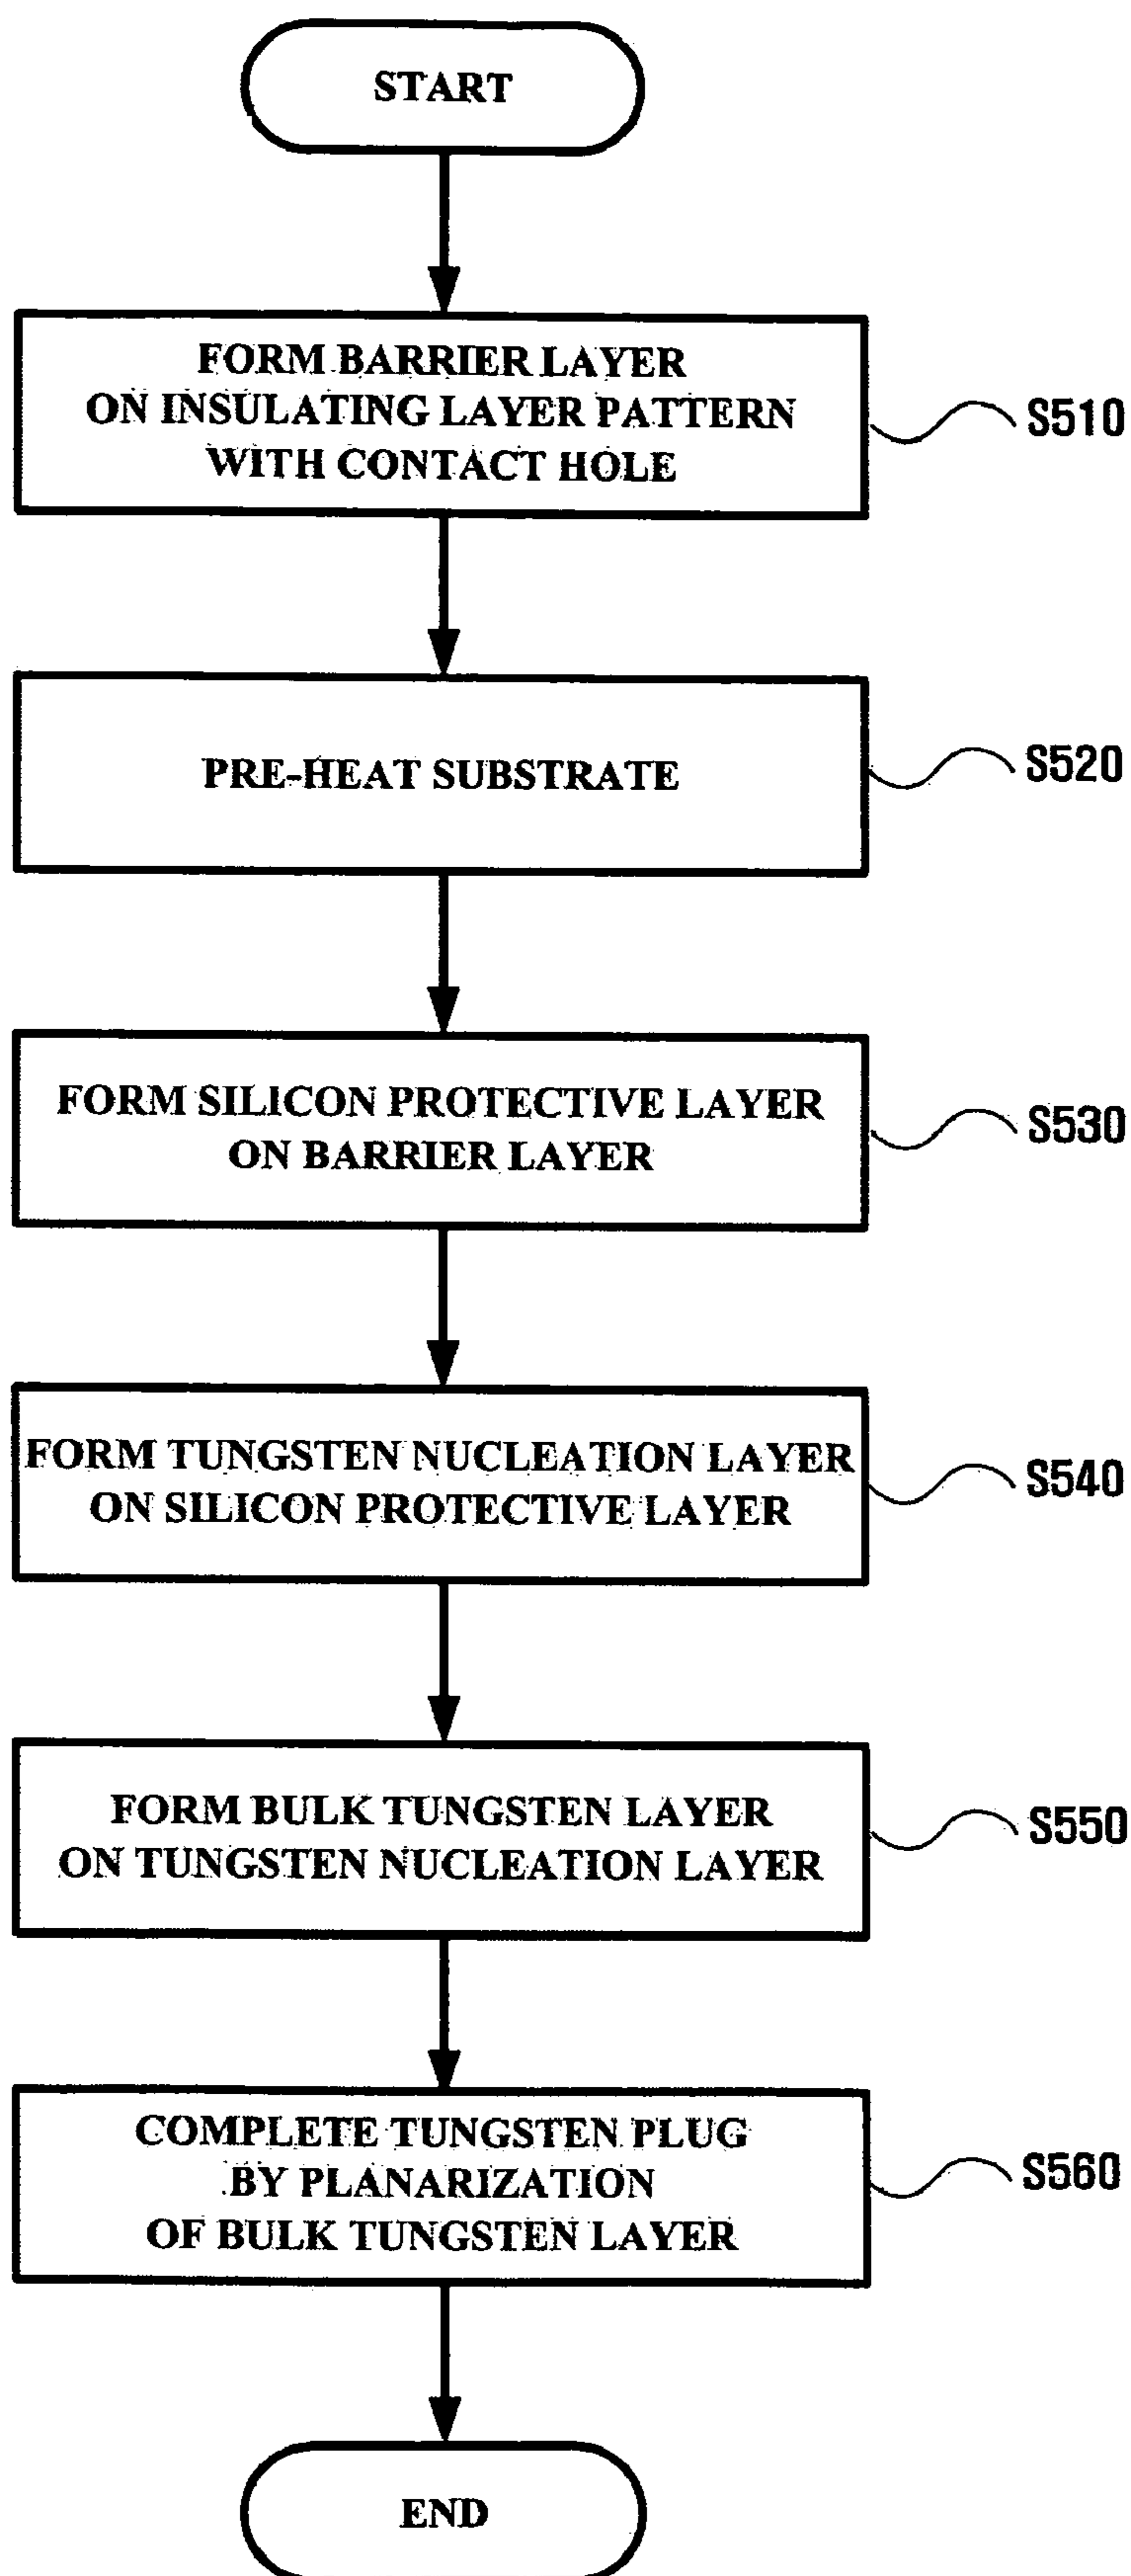 START
FORM BARRIER LAYER
ON INSULATING LAYER PATTERN
WITH CONTACT HOLE
S510
PRE-HEAT SUBSTRATE
S520
FORM SILICON PROTECTIVE LAYER
ON BARRIER LAYER
S530
FORM TUNGSTEN NUCLEATION LAYER
ON SILICON PROTECTIVE LAYER
S540
FORM BULK TUNGSTEN LAYER
ON TUNGSTEN NUCLEATION LAYER
S550
COMPLETE TUNGSTEN PLUG
BY PLANARIZATION
OF BULK TUNGSTEN LAYER
S560
END